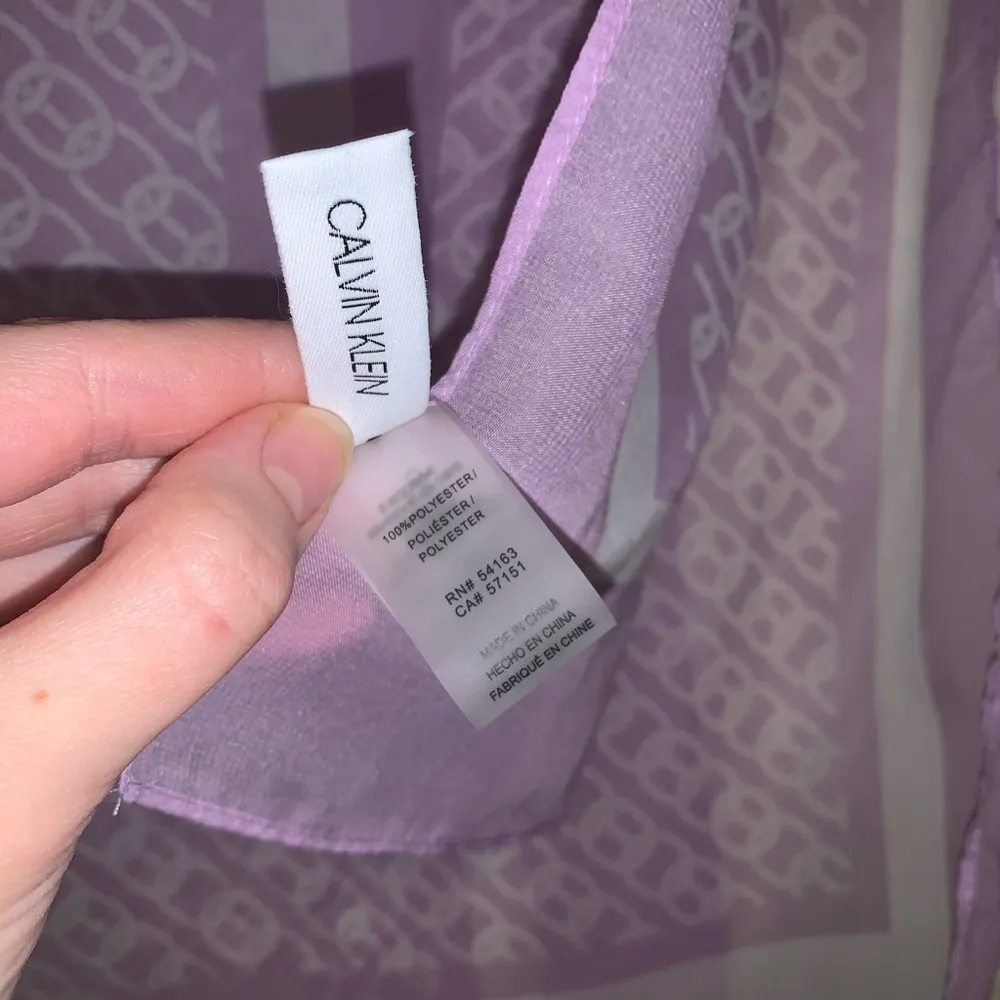 CALVIN KLEIN
100%POLYESTER/
POLIÉSTER/
POLYESTER
RN# 54163
CA# 57151
MADE IN CHINA
HECHO EN CHINA
FABRIQUÉ EN CHINE